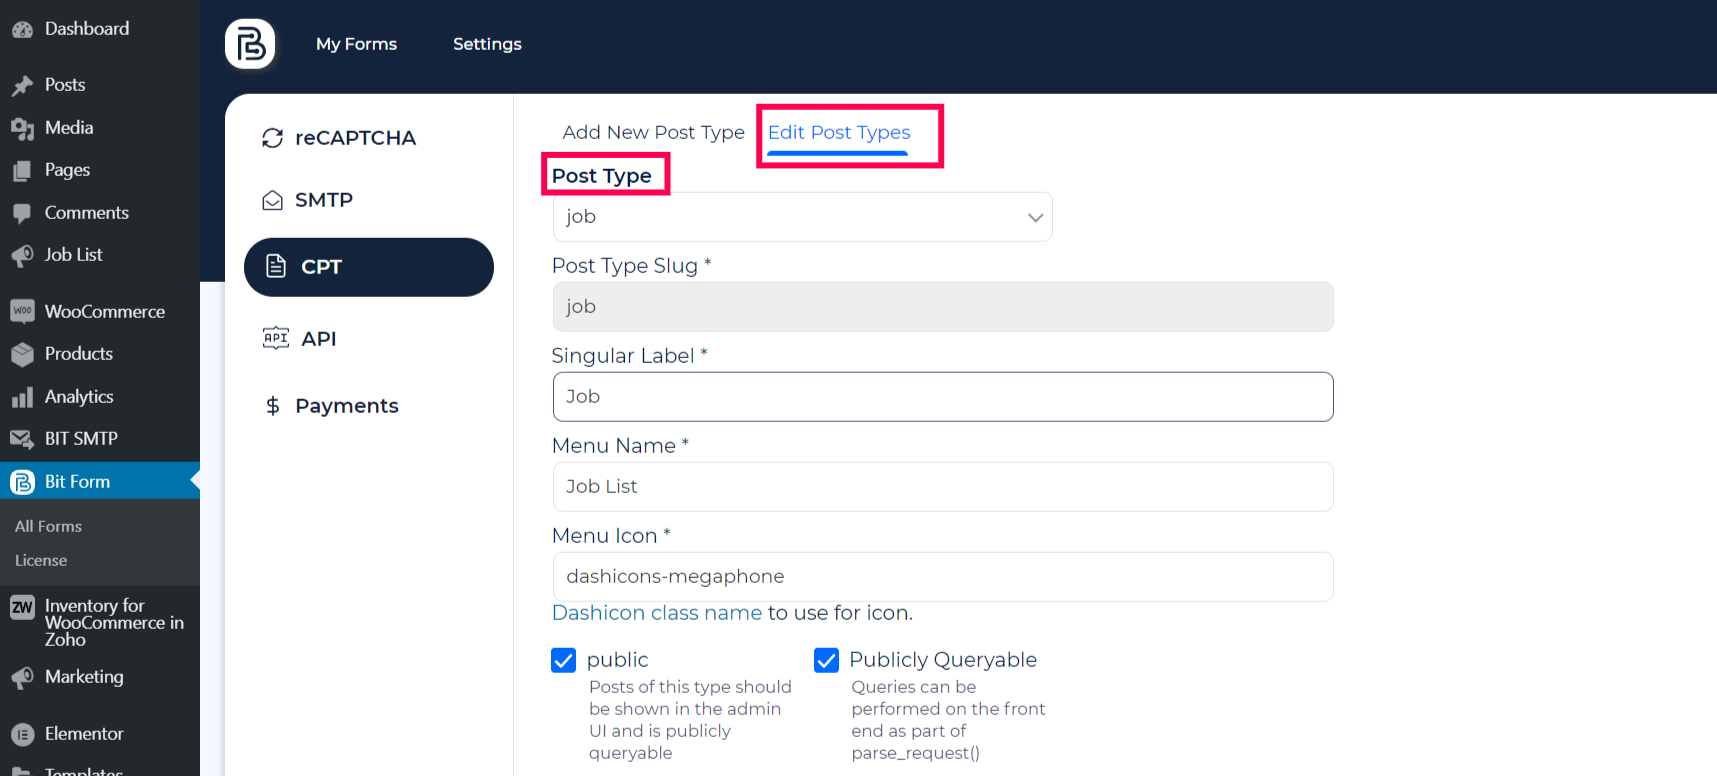 Dashboard
Posts
Media
Pages
Comments
Job List
WooCommerce
Products
Analytics
BIT SMTP
Bit Form
All Forms
License
ZW Inventory for
WooCommerce in
Zoho
Marketing
Elementor
Templates
My Forms Settings
reCAPTCHA
SMTP
CPT
API API
$ Payments
Add New Post Type Edit Post Types
Post Type
job
Post Type Slug *
job
Singular Label *
Job
Menu Name *
Job List
Menu Icon *
dashicons-megaphone
Dashicon class name to use for icon.
public
Posts of this type should
be shown in the admin
UI and is publicly
queryable
Publicly Queryable
Queries can be
performed on the front
end as part of
parse_request()